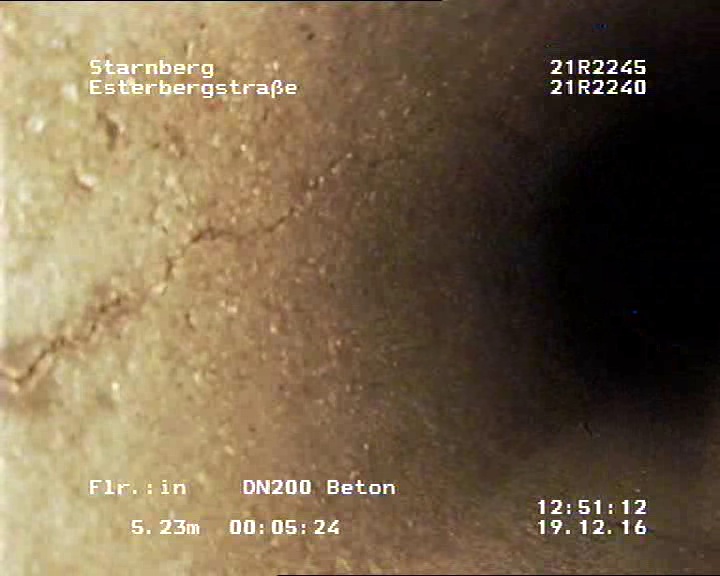 Starnberg 21R2245
Esterbergstraße 21R2240
Flr.:in DN200 Beton
12:51:12
5.23m 00:05:24 19.12.16